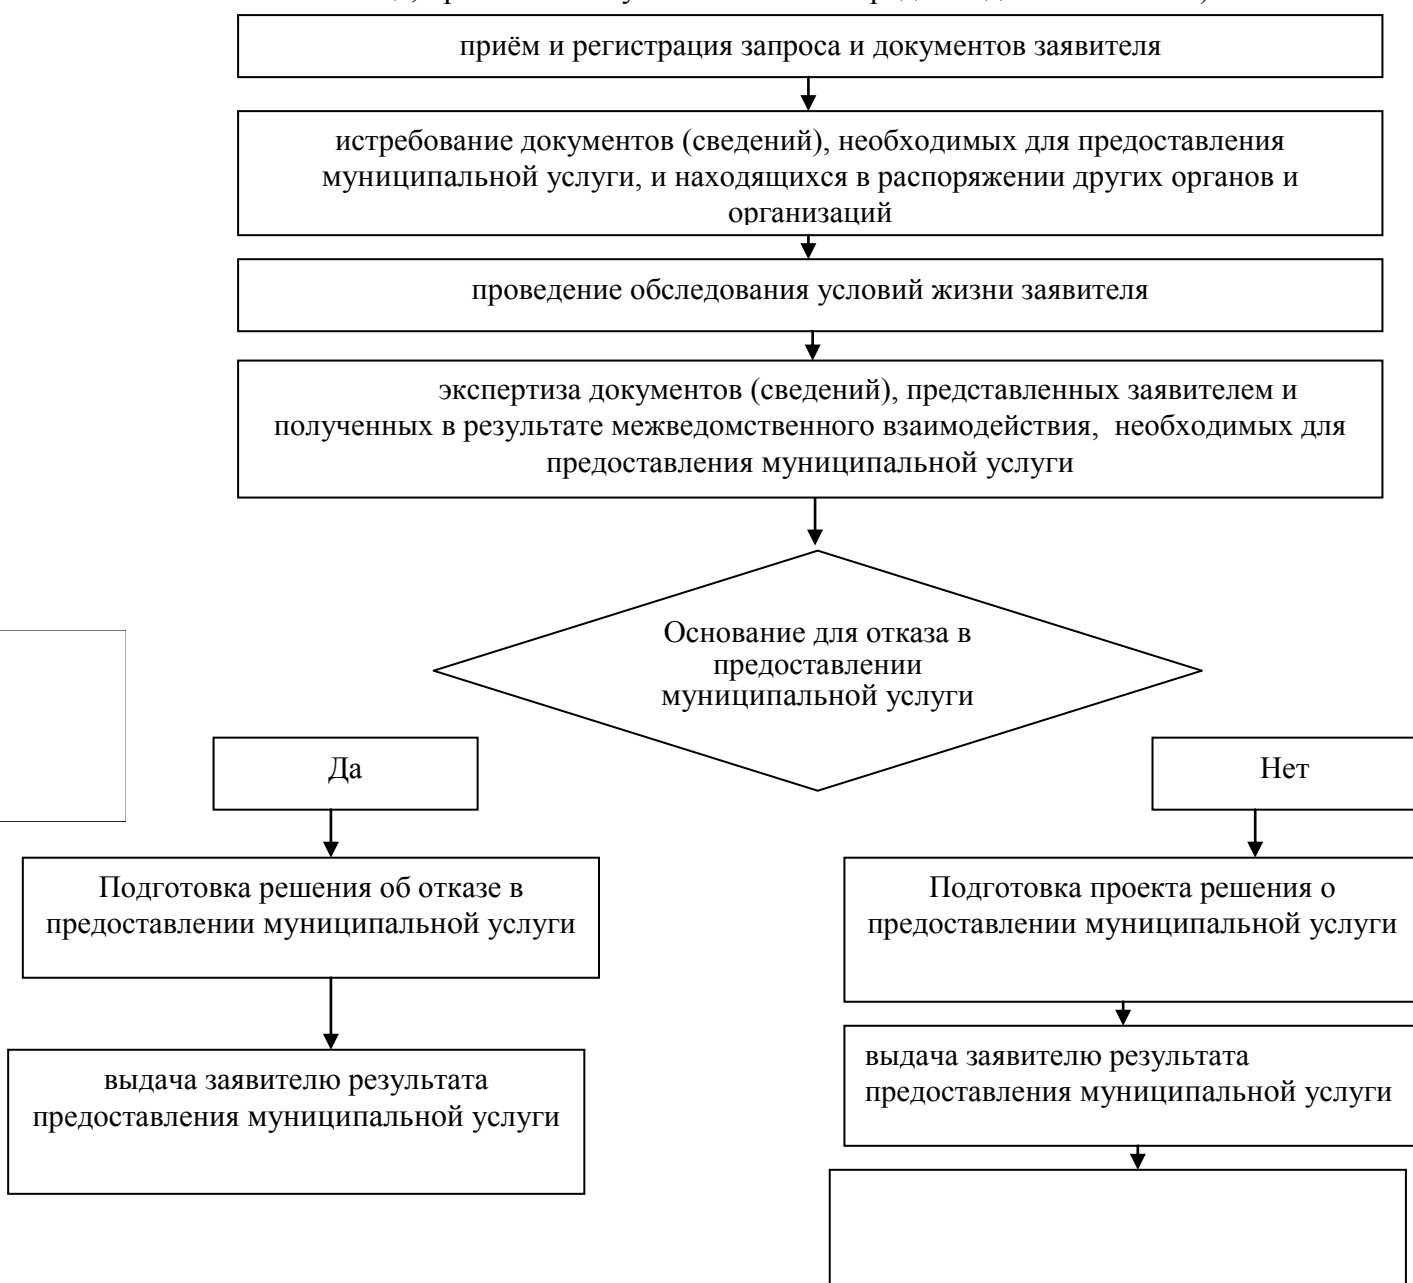 приём и регистрация запроса и документов заявителя
истребование документов (сведений), необходимых для предоставления
муниципальной услуги, и находящихся в распоряжении других органов и
организаций
проведение обследования условий жизни заявителя
экспертиза документов (сведений), представленных заявителем и
полученных в результате межведомственного взаимодействия, необходимых для
предоставления муниципальной услуги
Основание для отказа в
предоставлении
муниципальной услуги
Да
Нет
Подготовка решения об отказе в
предоставлении муниципальной услуги
Подготовка проекта решения о
предоставлении муниципальной услуги
выдача заявителю результата
предоставления муниципальной услуги
выдача заявителю результата
предоставления муниципальной услуги